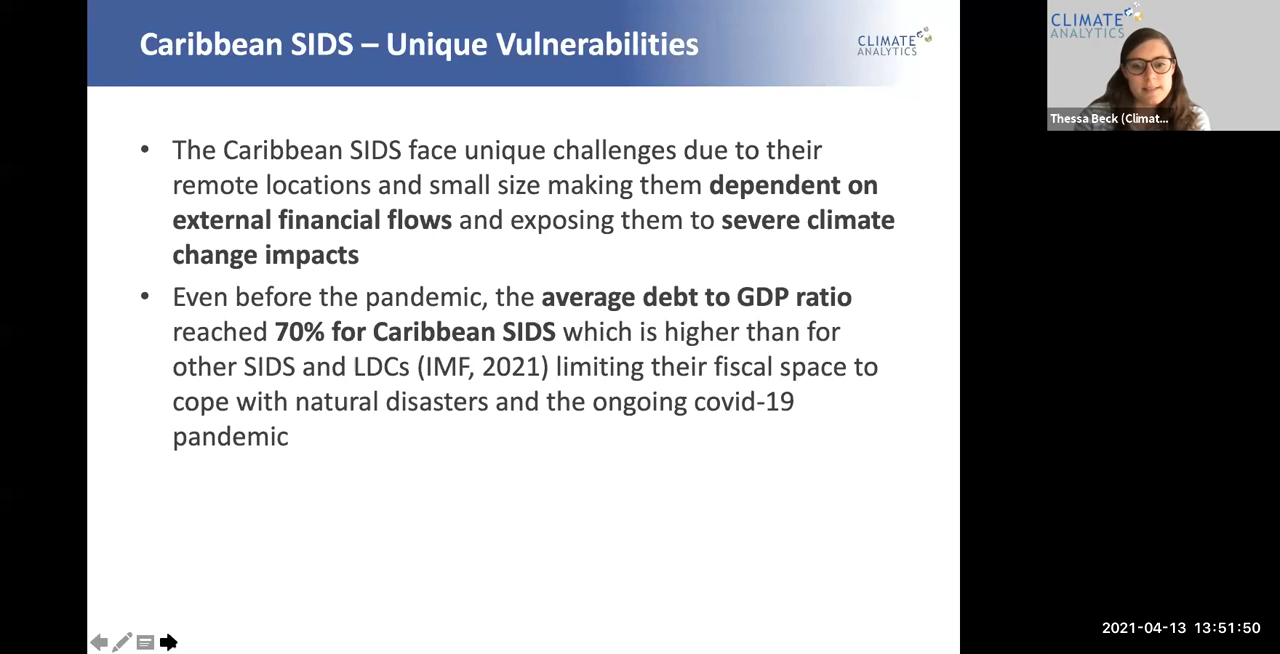 Caribbean SIDS – Unique Vulnerabilities
CLIMATE
ANALYTICS
• The Caribbean SIDS face unique challenges due to their
remote locations and small size making them dependent on
external financial flows and exposing them to severe climate
change impacts
• Even before the pandemic, the average debt to GDP ratio
reached 70% for Caribbean SIDS which is higher than for
other SIDS and LDCs (IMF, 2021) limiting their fiscal space to
cope with natural disasters and the ongoing covid-19
pandemic
CLIMATE
ANALYTICS
Thessa Beck (Climat...
2021-04-13 13:51:50